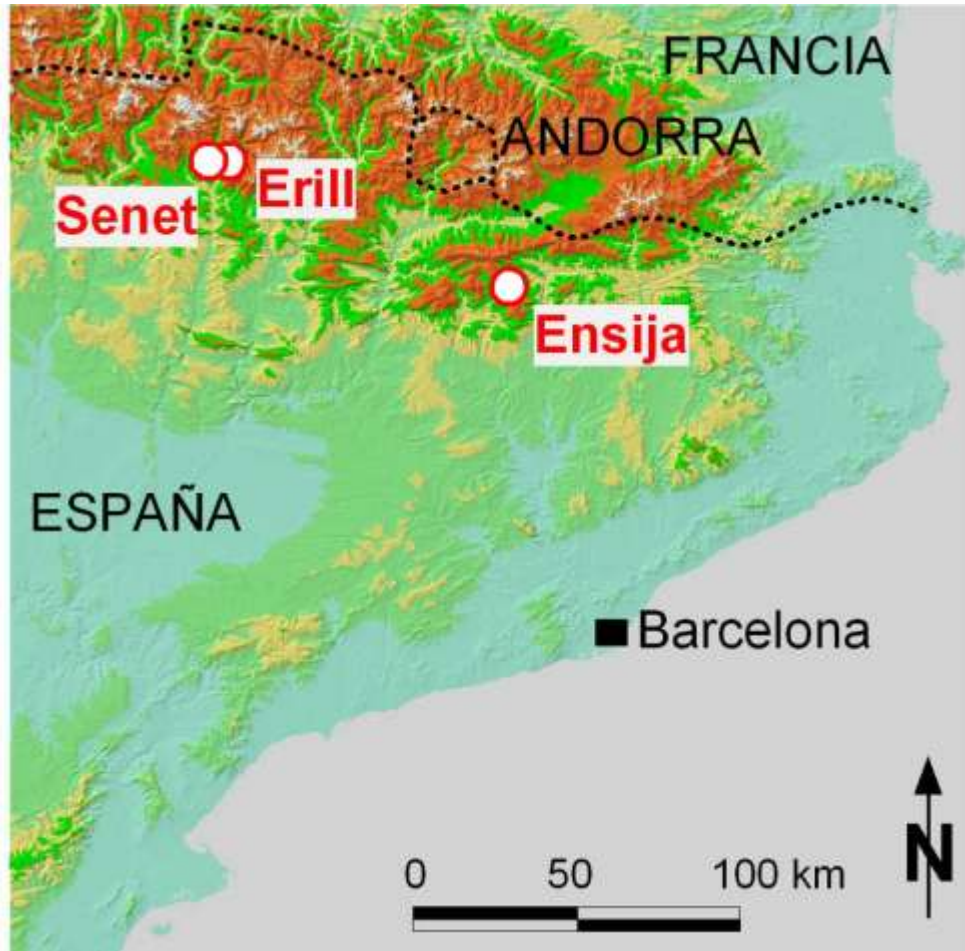 FRANCIA
ANDORRA
Erill
Senet
Ensija
ESPAÑA
Barcelona
0 50 100 km
N